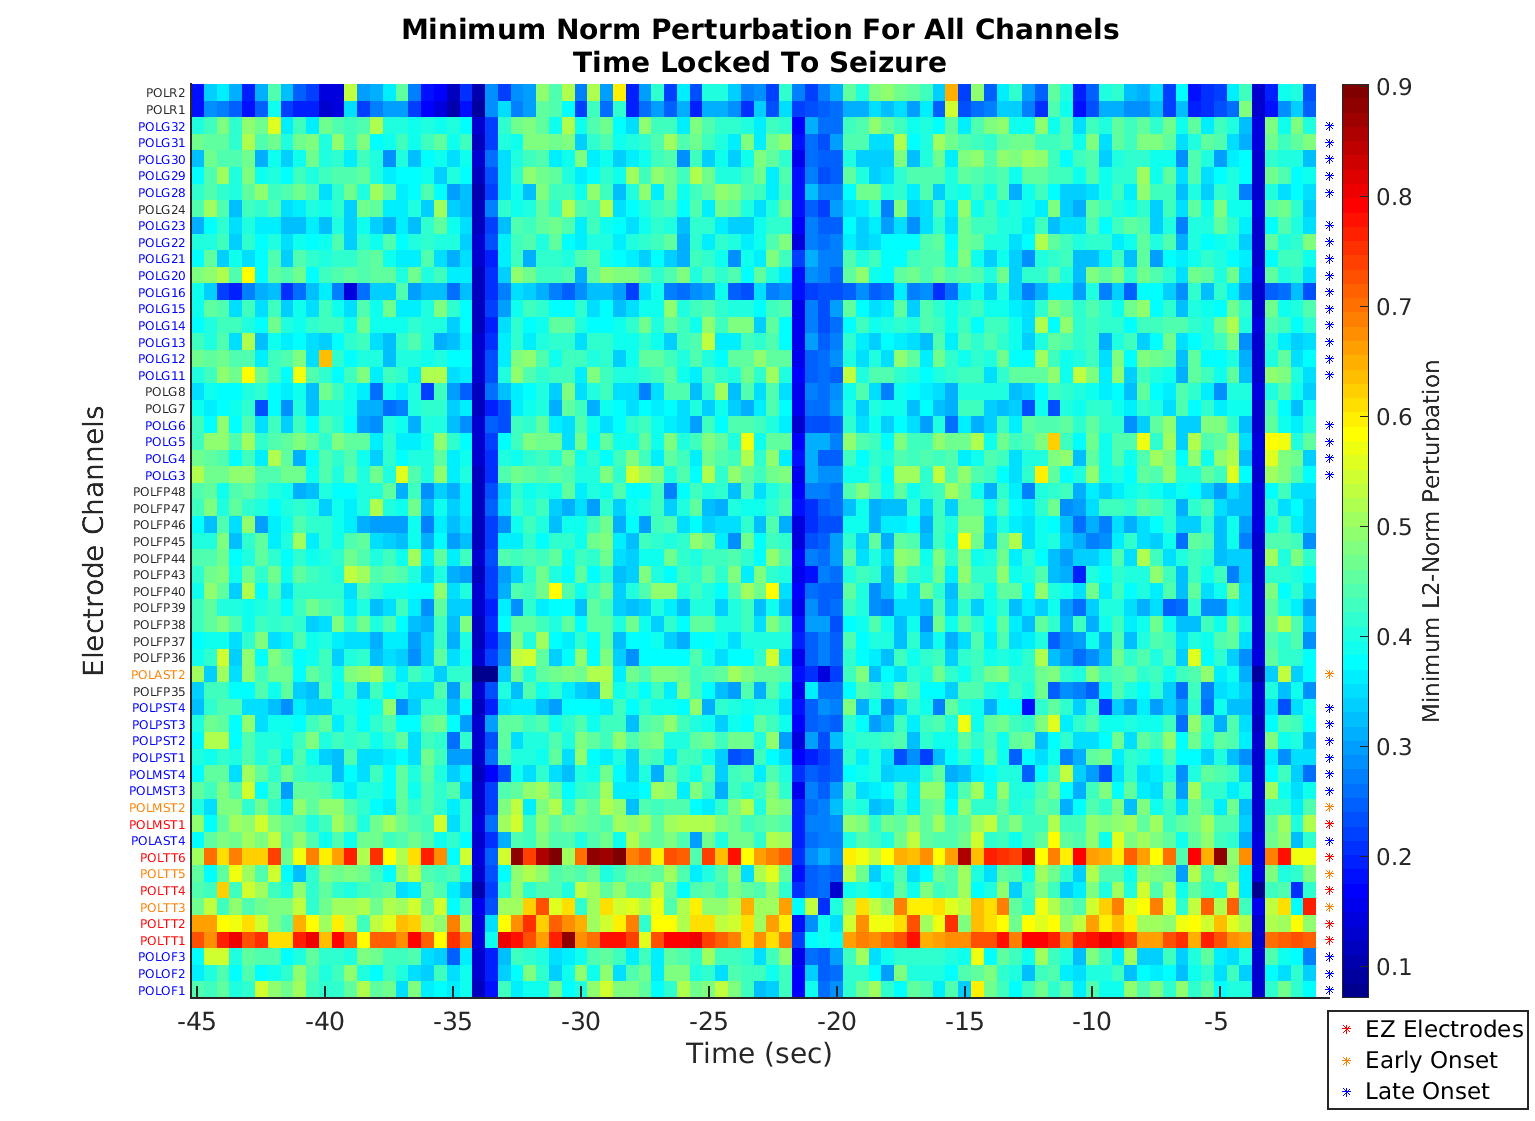 Minimum Norm Perturbation For All Channels
Time Locked To Seizure
Electrode Channels
POLR2
POLR1
POLG32
POLG31
POLG30
POLG29
POLG28
POLG24
POLG23
POLG22
POLG21
POLG20
POLG16
POLG15
POLG14
POLG13
POLG12
POLG11
POLG8
POLG7
POLG6
POLG5
POLG4
POLG3
POLFP48
POLFP47
POLFP46
POLFP45
POLFP44
POLFP43
POLFP40
POLFP39
POLFP38
POLFP37
POLFP36
POLAST2
POLFP35
POLPST4
POLPST3
POLPST2
POLPST1
POLMST4
POLMST3
POLMST2
POLMST1
POLAST4
POLTT6
POLTT5
POLTT4
POLTT3
POLTT2
POLTT1
POLOF3
POLOF2
POLOF1
-45 -40 -35 -30 -25 -20 -15 -10 -5
Time (sec)
0.9
0.8
0.7
0.6
0.5
0.4
0.3
0.2
0.1
Minimum L2-Norm Perturbation
EZ Electrodes
Early Onset
Late Onset